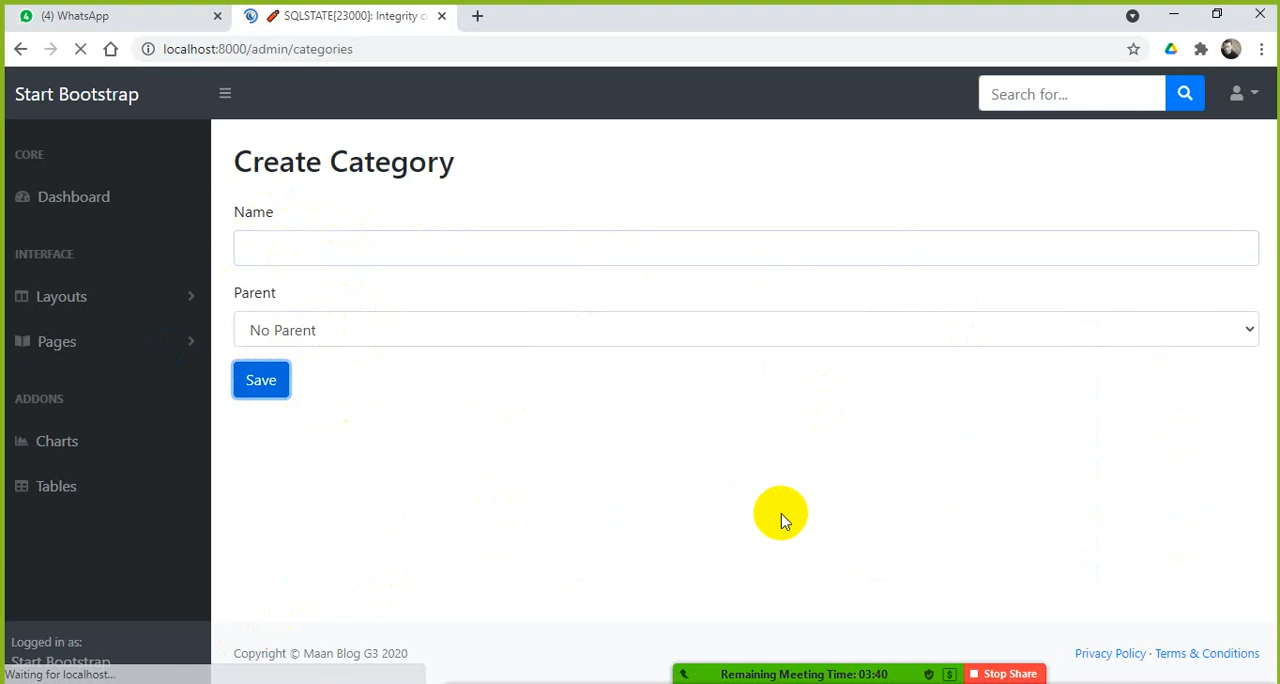 (4) WhatsApp
SQLSTATE[23000]: Integrity c
localhost:8000/admin/categories
Start Bootstrap
Search for...
CORE
Dashboard
INTERFACE
Layouts
Pages
ADDONS
Charts
Tables
Logged in as:
Start Bootstrap
Waiting for localhost...
Create Category
Name
Parent
No Parent
Save
Copyright © Maan Blog G3 2020
Privacy Policy · Terms & Conditions
Remaining Meeting Time: 03:40
Stop Share